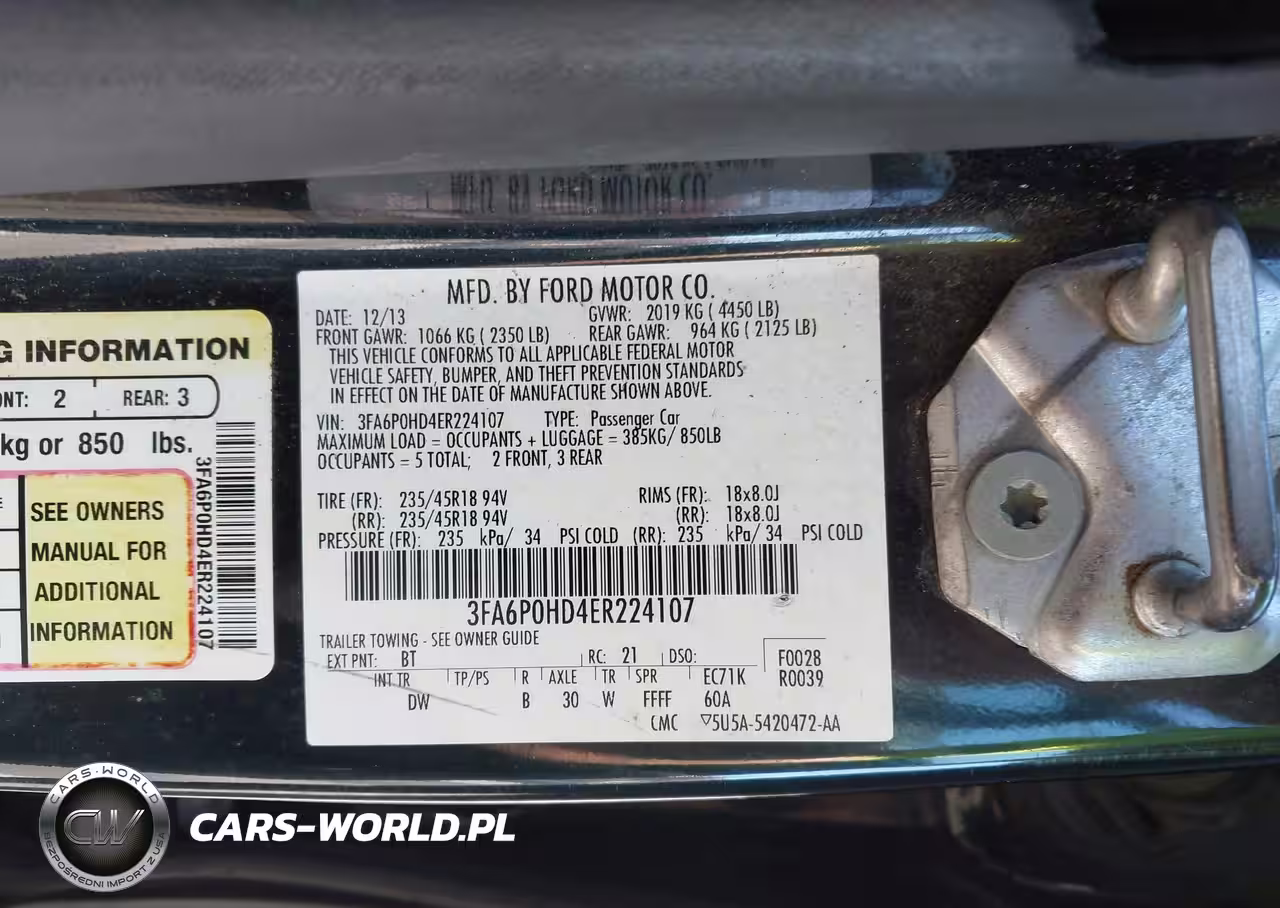 G INFORMATION
ONT: 2 REAR: 3
kg or 850 lbs.
SEE OWNERS
MANUAL FOR
ADDITIONAL
INFORMATION
3FA6P0HD4ER224107
MFD. BY FORD MOTOR CO.
DATE: 12/13 GVWR: 2019 KG ( 4450 LB)
FRONT GAWR: 1066 KG ( 2350 LB) REAR GAWR: 964 KG ( 2125 LB)
THIS VEHICLE CONFORMS TO ALL APPLICABLE FEDERAL MOTOR
VEHICLE SAFETY, BUMPER, AND THEFT PREVENTION STANDARDS
IN EFFECT ON THE DATE OF MANUFACTURE SHOWN ABOVE.
VIN: 3FA6P0HD4ER224107 TYPE: Passenger Car
MAXIMUM LOAD = OCCUPANTS + LUGGAGE = 385KG/ 850LB
OCCUPANTS = 5 TOTAL; 2 FRONT, 3 REAR
TIRE (FR): 235/45R18 94V RIMS (FR): 18x8.0J
(RR): 235/45R18 94V (RR): 18x8.0J
PRESSURE (FR): 235 kPa/ 34 PSI COLD (RR): 235 kPa/ 34 PSI COLD
3FA6P0HD4ER224107
TRAILER TOWING - SEE OWNER GUIDE
EXT PNT: BT RC: 21 DSO: F0028
INT TR TP/PS R AXLE TR SPR EC71K R0039
DW B 30 W FFFF 60A
CMC ▽5U5A-5420472-AA
CARS-WORLD
CW
BEZPOŚREDNI IMPORT Z USA
CARS-WORLD.PL